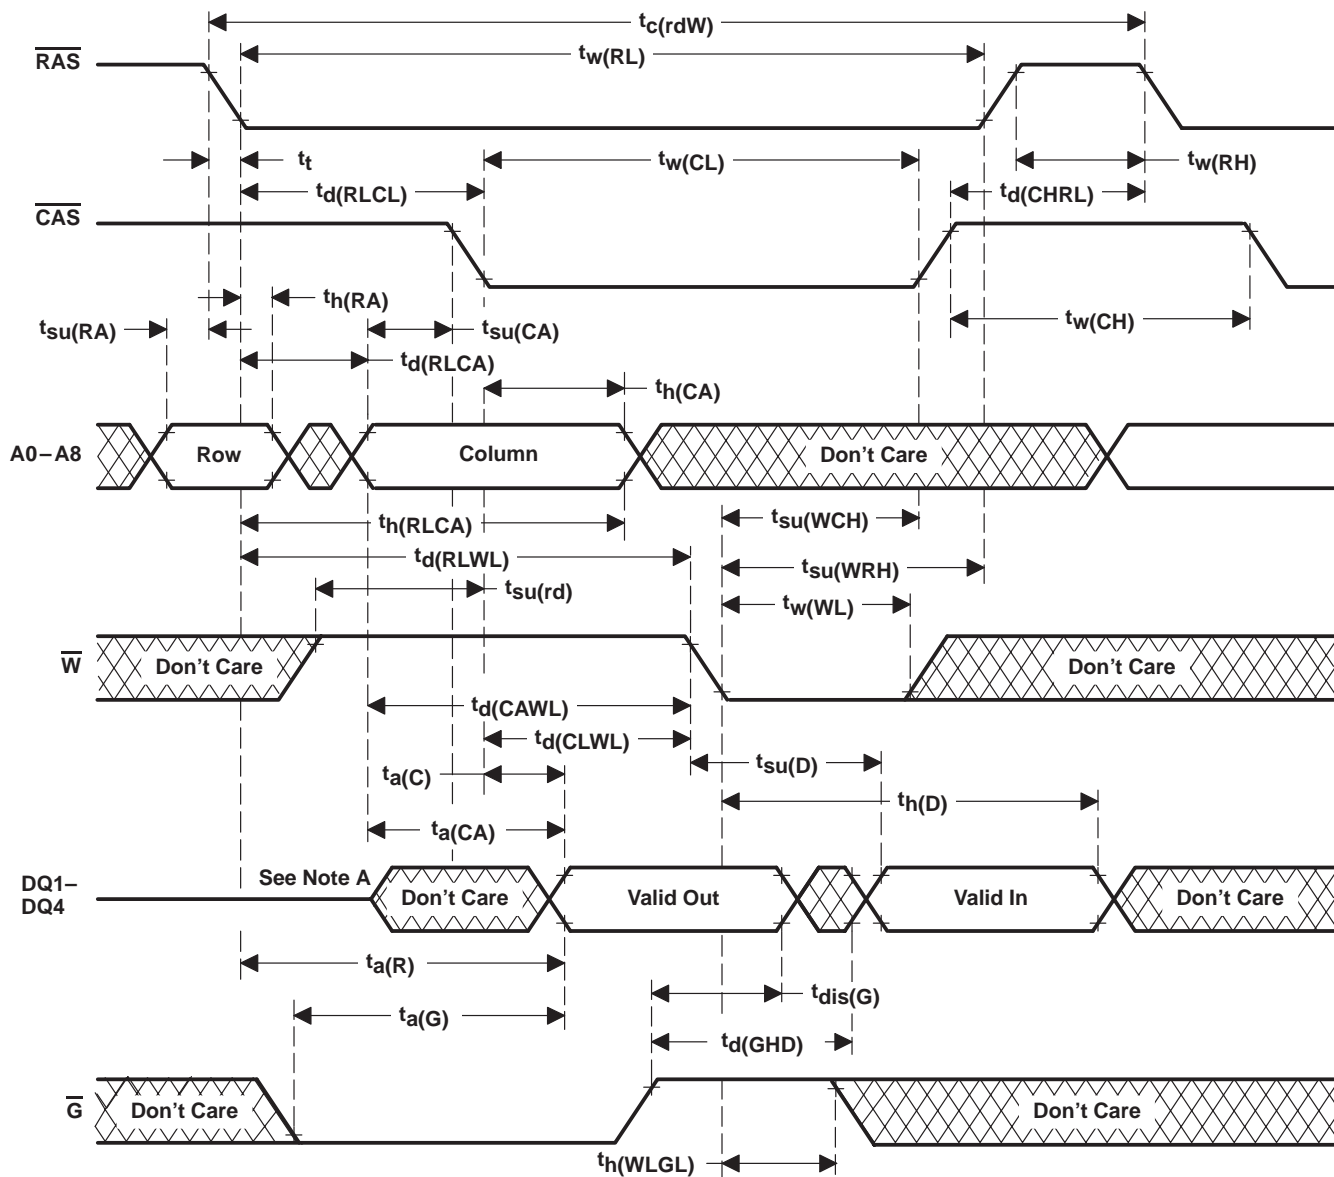 tc(rdW)
RAS
tw(RL)
tt
tw(CL)
tw(RH)
td(RLCL)
td(CHRL)
CAS
th(RA)
tsu(RA)
tsu(CA)
tw(CH)
td(RLCA)
th(CA)
A0–A8
Row
Column
Don't Care
th(RLCA)
tsu(WCH)
td(RLWL)
tsu(WRH)
tsu(rd)
tw(WL)
W
Don't Care
Don't Care
td(CAWL)
td(CLWL)
ta(C)
tsu(D)
th(D)
ta(CA)
See Note A
DQ1–
DQ4
Don't Care
Valid Out
Valid In
Don't Care
ta(R)
tdis(G)
ta(G)
td(GHD)
G
Don't Care
Don't Care
th(WLGL)